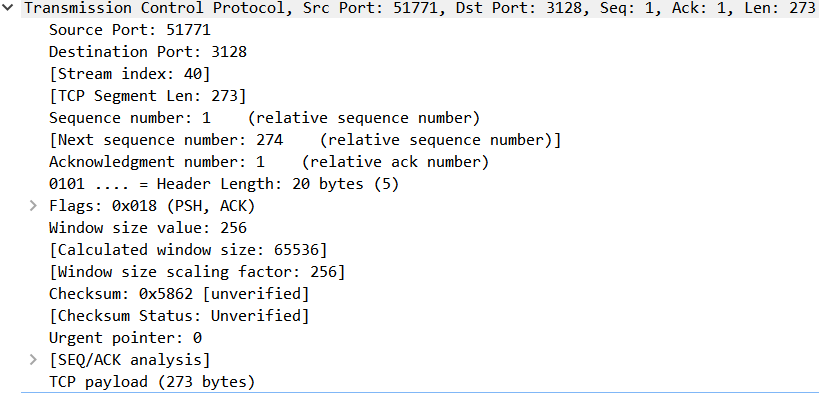 Transmission Control Protocol, Src Port: 51771, Dst Port: 3128, Seq: 1, Ack: 1, Len: 273
Source Port: 51771
Destination Port: 3128
[Stream index: 40]
[TCP Segment Len: 273]
Sequence number: 1    (relative sequence number)
[Next sequence number: 274    (relative sequence number)]
Acknowledgment number: 1    (relative ack number)
0101 .... = Header Length: 20 bytes (5)
Flags: 0x018 (PSH, ACK)
Window size value: 256
[Calculated window size: 65536]
[Window size scaling factor: 256]
Checksum: 0x5862 [unverified]
[Checksum Status: Unverified]
Urgent pointer: 0
[SEQ/ACK analysis]
TCP payload (273 bytes)